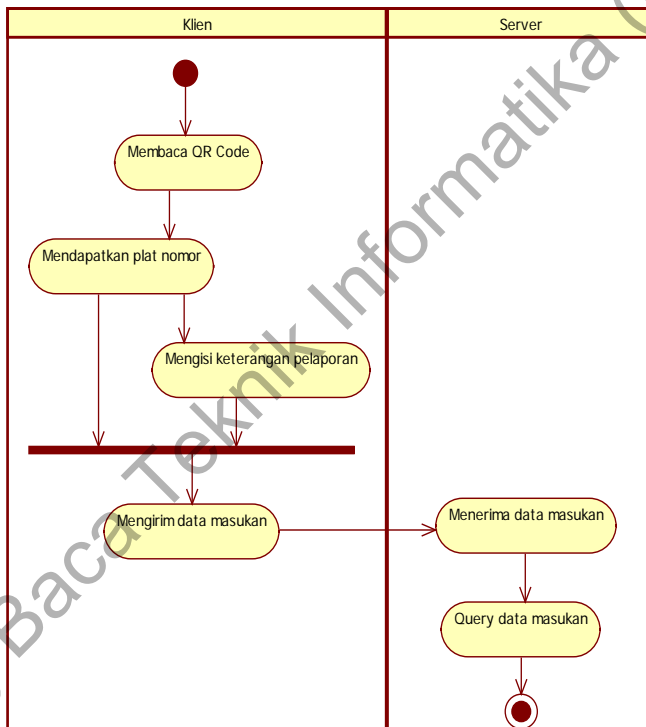 Klien
Server
Membaca QR Code
Mendapatkan plat nomor
Mengisi keterangan pelaporan
Mengirim data masukan
Menerima data masukan
Query data masukan
Baca Teknik Informatika